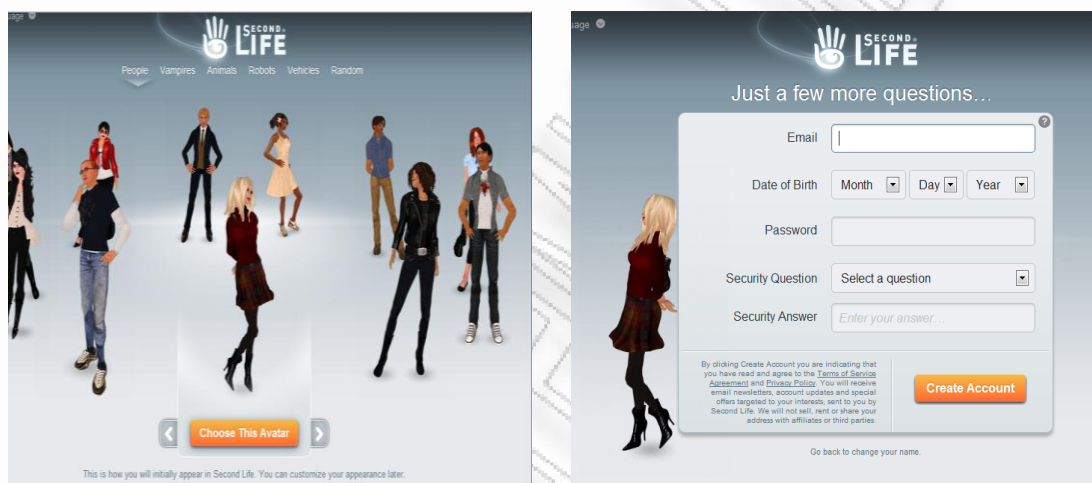 uage
SECOND
LIFE
People Vampires Animals Robots Vehicles Random
Choose This Avatar
This is how you will initially appear in Second Life. You can customize your appearance later.
uage
SECOND
LIFE
Just a few more questions...
?
Email
Date of Birth Month Day Year
Password
Security Question Select a question
Security Answer Enter your answer...
By clicking Create Account you are indicating that
you have read and agree to the Terms of Service
Agreement and Privacy Policy. You will receive
email newsletters, account updates and special
offers targeted to your interests, sent to you by
Second Life. We will not sell, rent or share your
address with affiliates or third parties.
Create Account
Go back to change your name.